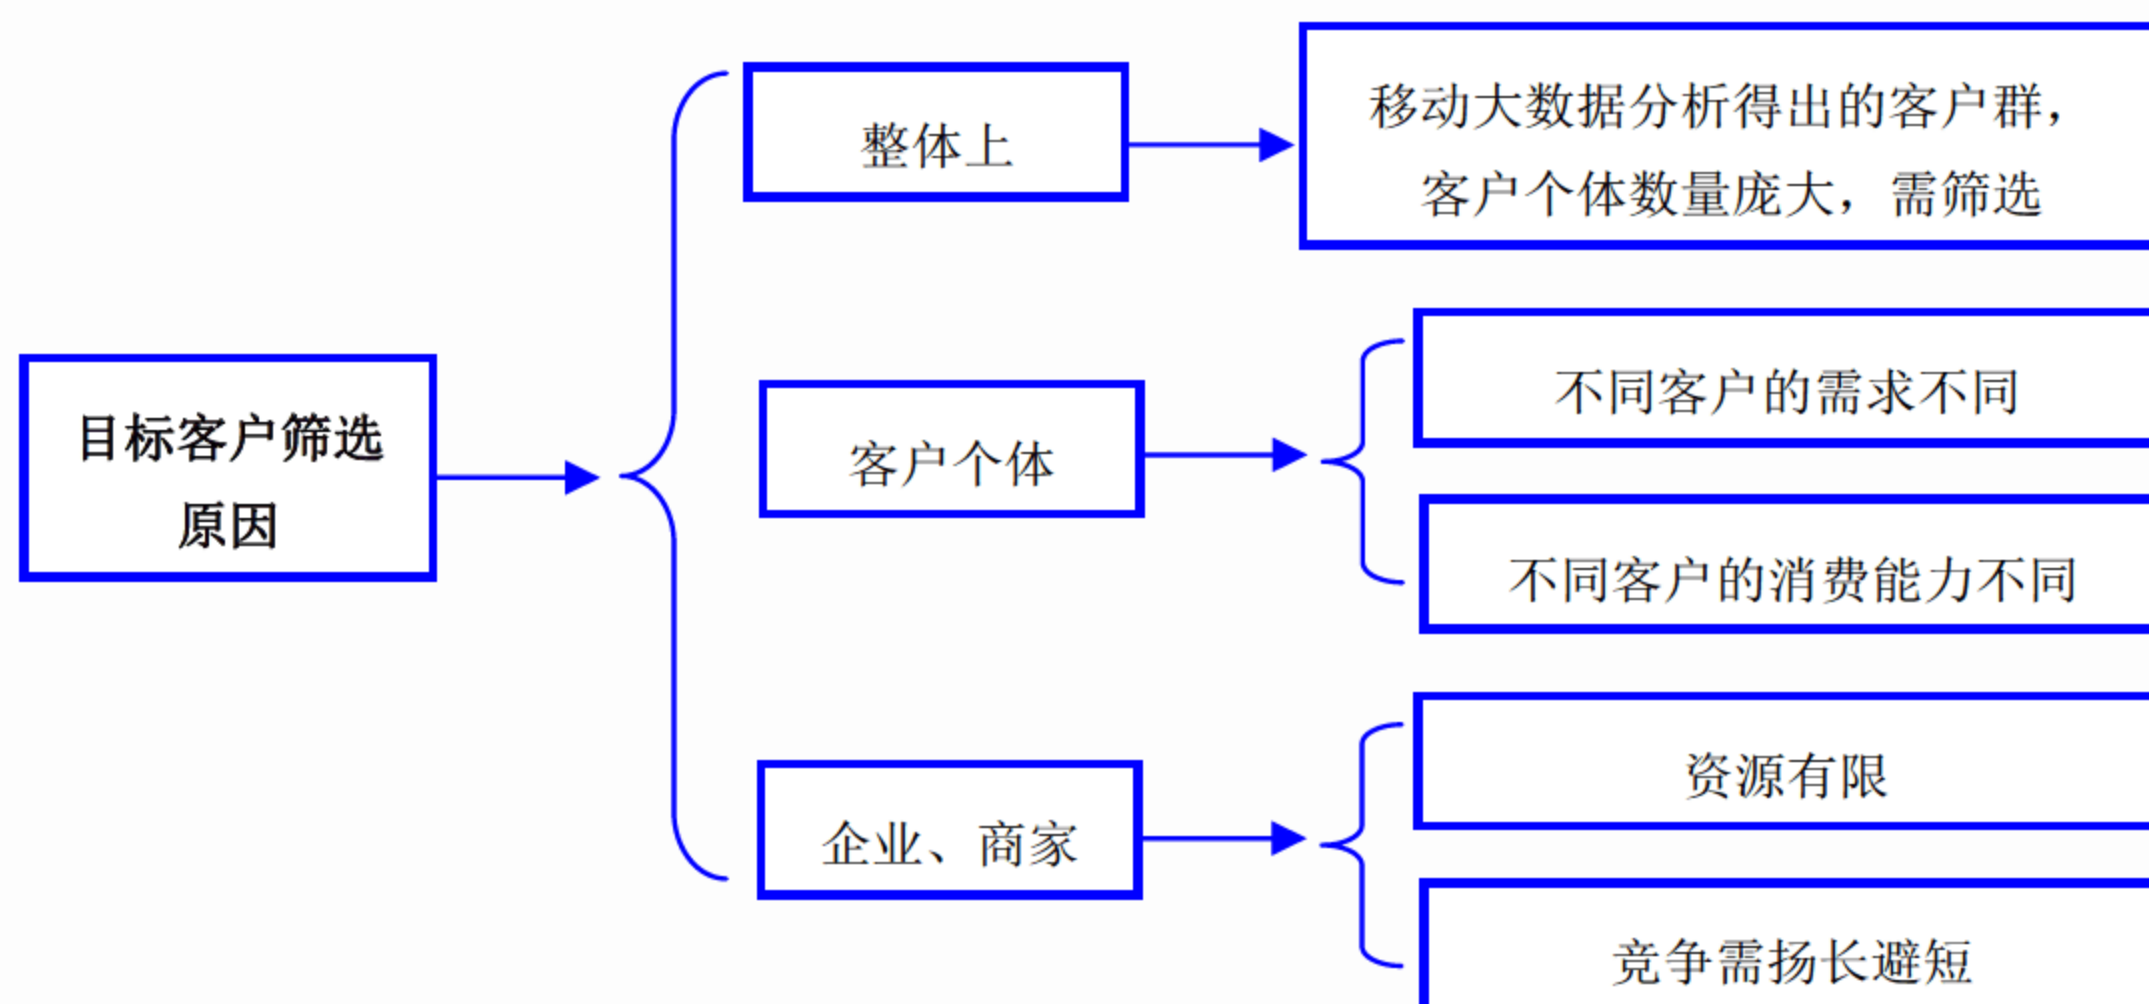 目标客户筛选
原因
整体上
移动大数据分析得出的客户群，
客户个体数量庞大，需筛选
客户个体
不同客户的需求不同
不同客户的消费能力不同
企业、商家
资源有限
竞争需扬长避短